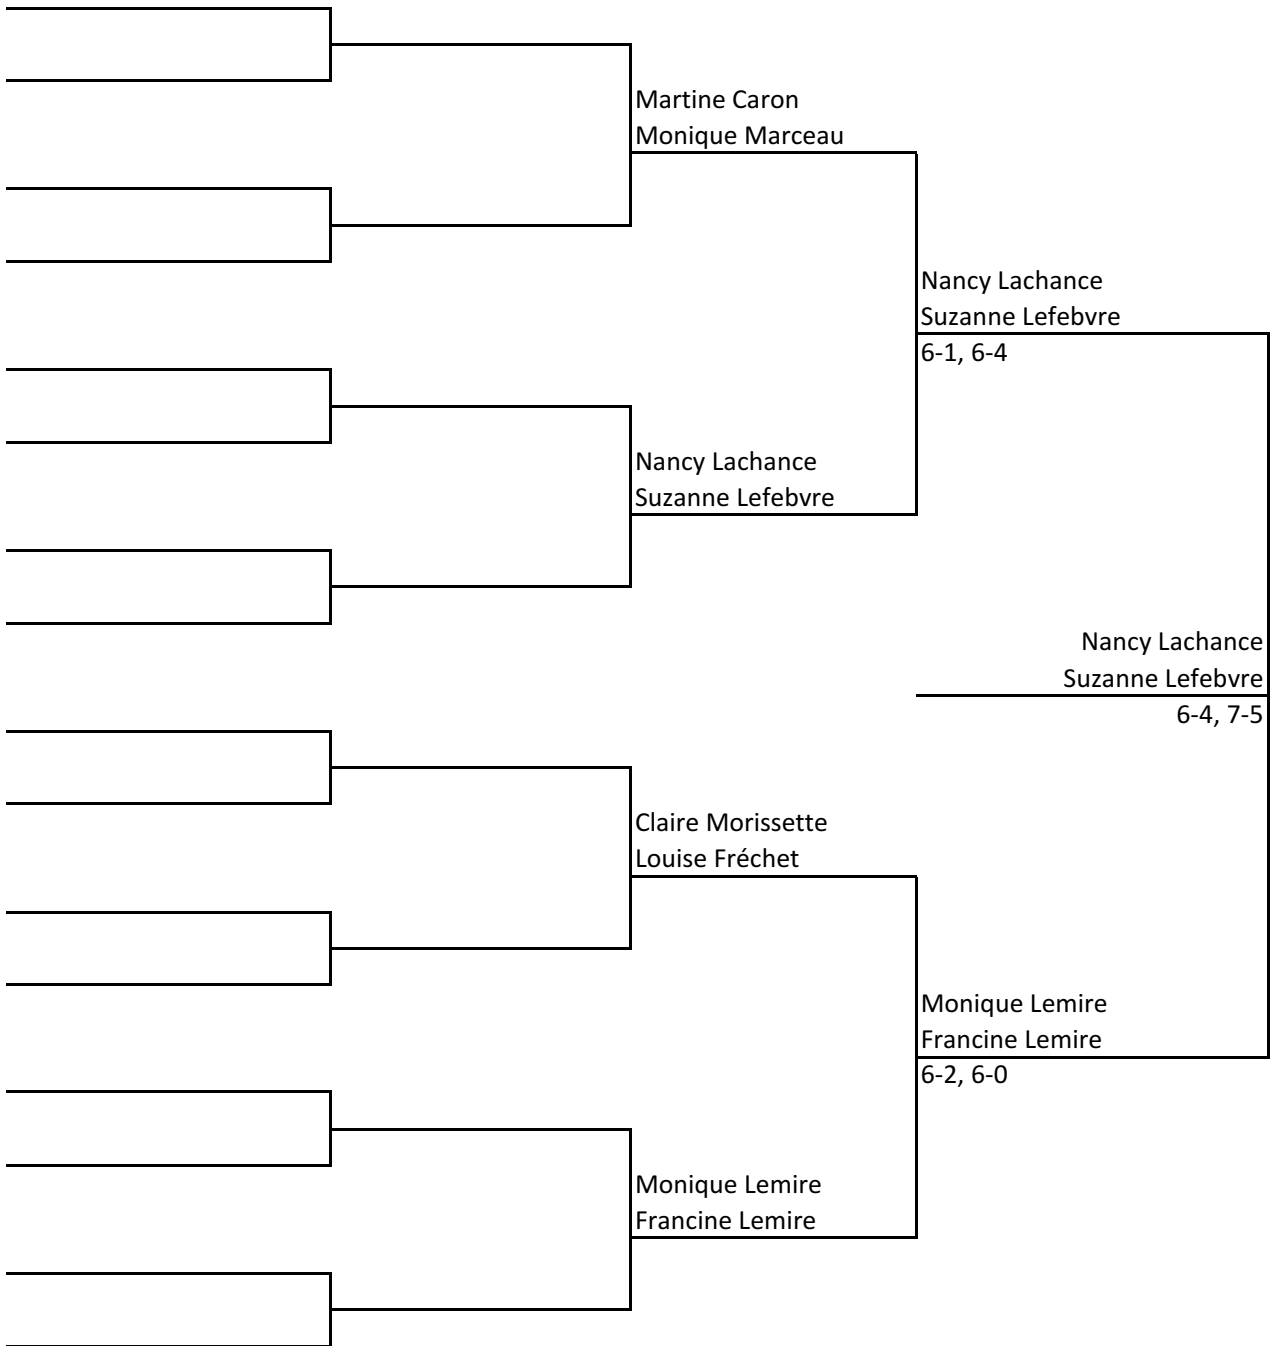 Martine Caron
Monique Marceau
Nancy Lachance
Suzanne Lefebvre
6-1, 6-4
Nancy Lachance
Suzanne Lefebvre
Nancy Lachance
Suzanne Lefebvre
6-4, 7-5
Claire Morissette
Louise Fréchet
Monique Lemire
Francine Lemire
6-2, 6-0
Monique Lemire
Francine Lemire